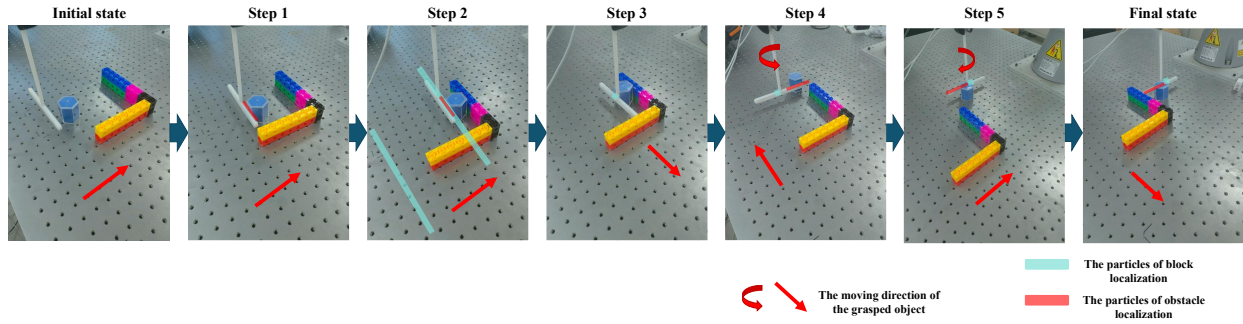 Initial state
Step 1
Step 2
Step 3
Step 4
Step 5
Final state
The moving direction of
the grasped object
The particles of block
localization
The particles of obstacle
localization